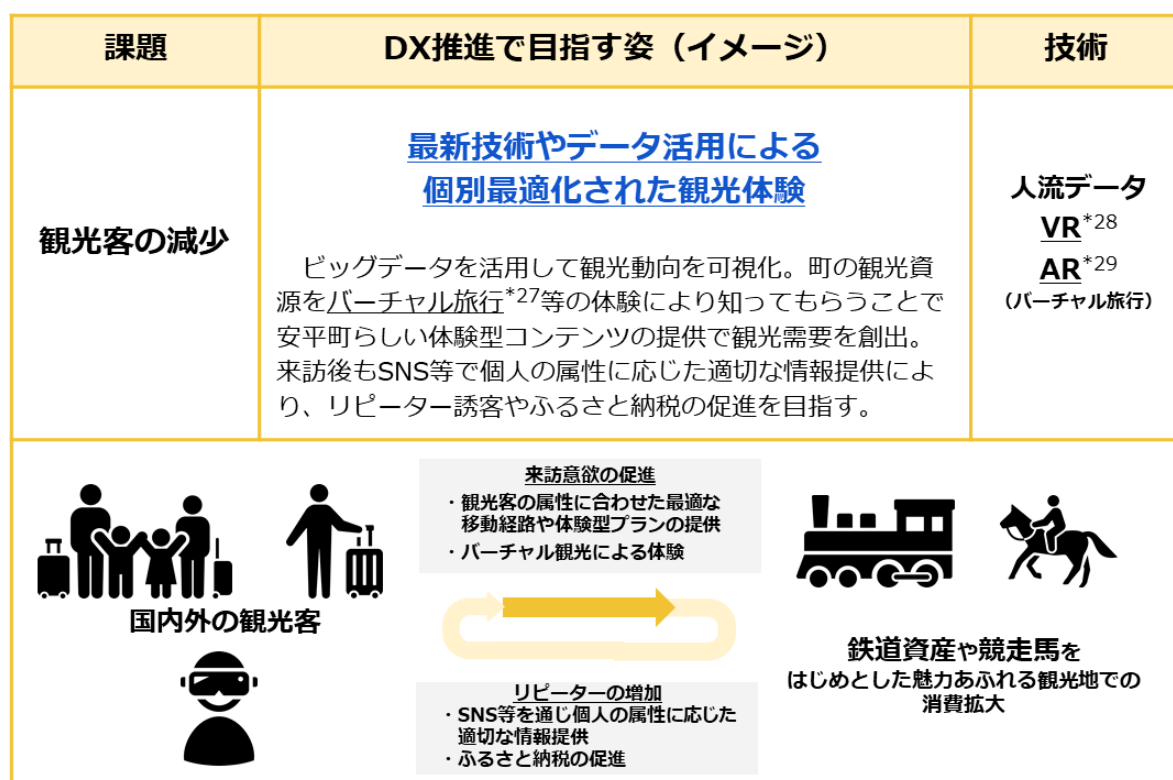 課題
DX推進で目指す姿（イメージ）
技術
観光客の減少
最新技術やデータ活用による
個別最適化された観光体験
ビッグデータを活用して観光動向を可視化。町の観光資
源をバーチャル旅行*27等の体験により知ってもらうことで
安平町らしい体験型コンテンツの提供で観光需要を創出。
来訪後もSNS等で個人の属性に応じた適切な情報提供によ
り、リピーター誘客やふるさと納税の促進を目指す。
人流データ
VR*28
AR*29
（バーチャル旅行）
国内外の観光客
来訪意欲の促進
・観光客の属性に合わせた最適な
移動経路や体験型プランの提供
・バーチャル観光による体験
リピーターの増加
・SNS等を通じ個人の属性に応じた
適切な情報提供
・ふるさと納税の促進
鉄道資産や競走馬を
はじめとした魅力あふれる観光地での
消費拡大